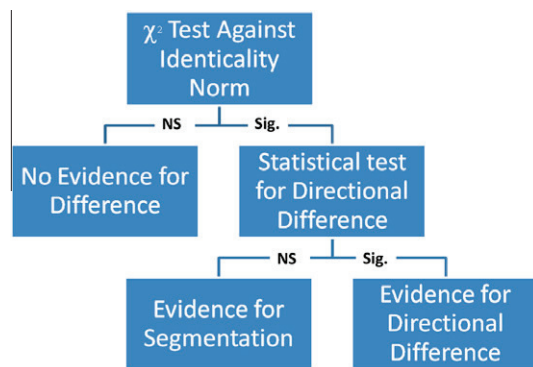 χ² Test Against
Identicality
Norm
NS
Sig.
No Evidence for
Difference
Statistical test
for Directional
Difference
NS
Sig.
Evidence for
Segmentation
Evidence for
Directional
Difference